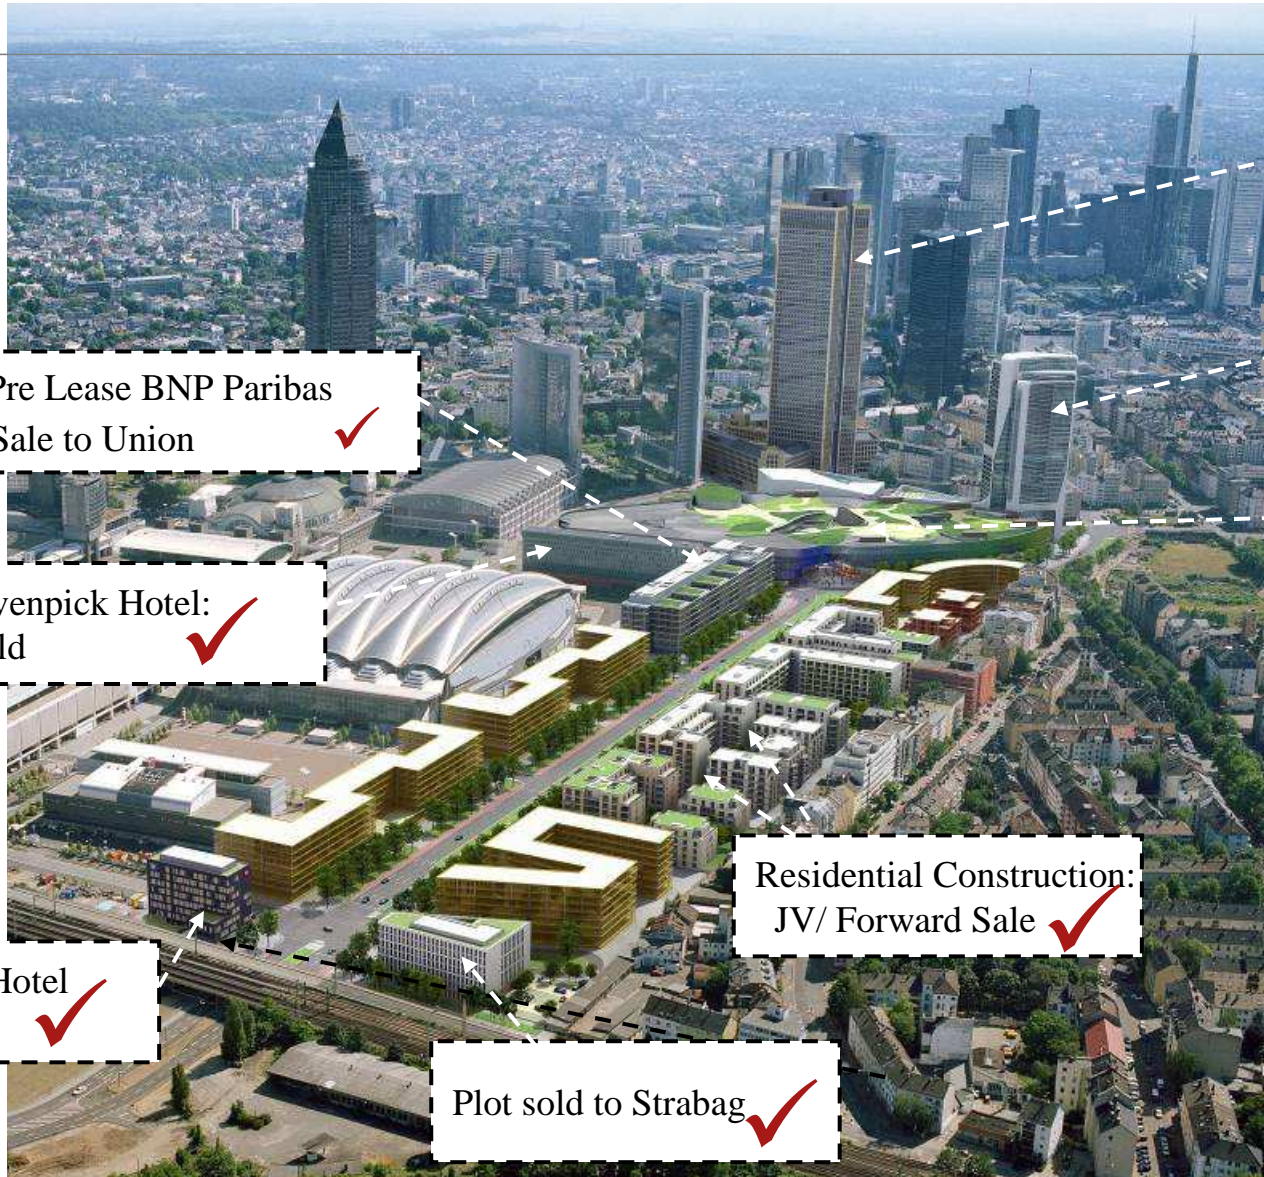 Pre Lease BNP Paribas
Sale to Union
venpick Hotel:
ld
Residential Construction:
JV/ Forward Sale
Hotel
Plot sold to Strabag